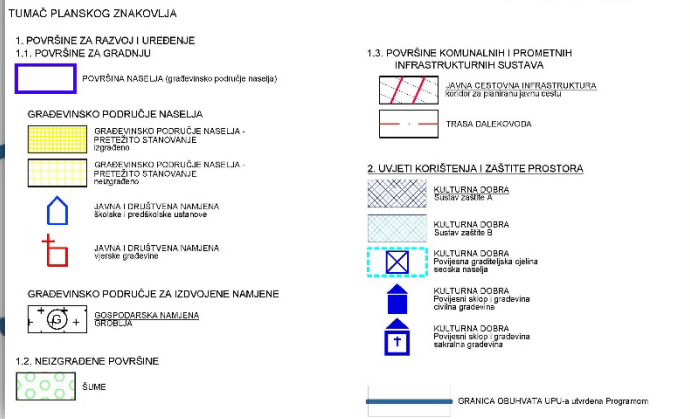 TUMAČ PLANSKOG ZNAKOVLJA
1. POVRŠINE ZA RAZVOJ I UREĐENJE
1.1. POVRŠINE ZA GRADNJU
POVRŠINA NASELJA (građevinsko područje naselja)
GRAĐEVINSKO PODRUČJE NASELJA
GRAĐEVINSKO PODRUČJE NASELJA -
PRETEŽITO STANOVANJE
izgrađeno
GRAĐEVINSKO PODRUČJE NASELJA -
PRETEŽITO STANOVANJE
neizgrađeno
JAVNA I DRUŠTVENA NAMJENA
školske i predškolske ustanove
JAVNA I DRUŠTVENA NAMJENA
vjerske građevine
GRAĐEVINSKO PODRUČJE ZA IZDVOJENE NAMJENE
G
GOSPODARSKA NAMJENA
GROBLJA
1.2. NEIZGRAĐENE POVRŠINE
ŠUME
1.3. POVRŠINE KOMUNALNIH I PROMETNIH
INFRASTRUKTURNIH SUSTAVA
JAVNA CESTOVNA INFRASTRUKTURA
koridor za planiranu javnu cestu
TRASA DALEKOVODA
2. UVJETI KORIŠTENJA I ZAŠTITE PROSTORA
KULTURNA DOBRA
Sustav zaštite A
KULTURNA DOBRA
Sustav zaštite B
KULTURNA DOBRA
Povijesna graditeljska cjelina
seoska naselja
KULTURNA DOBRA
Povijesni sklop i građevina
civilna građevina
KULTURNA DOBRA
Povijesni sklop i građevina
sakralna građevina
GRANICA OBUHVATA UPU-a utvrđena Programom